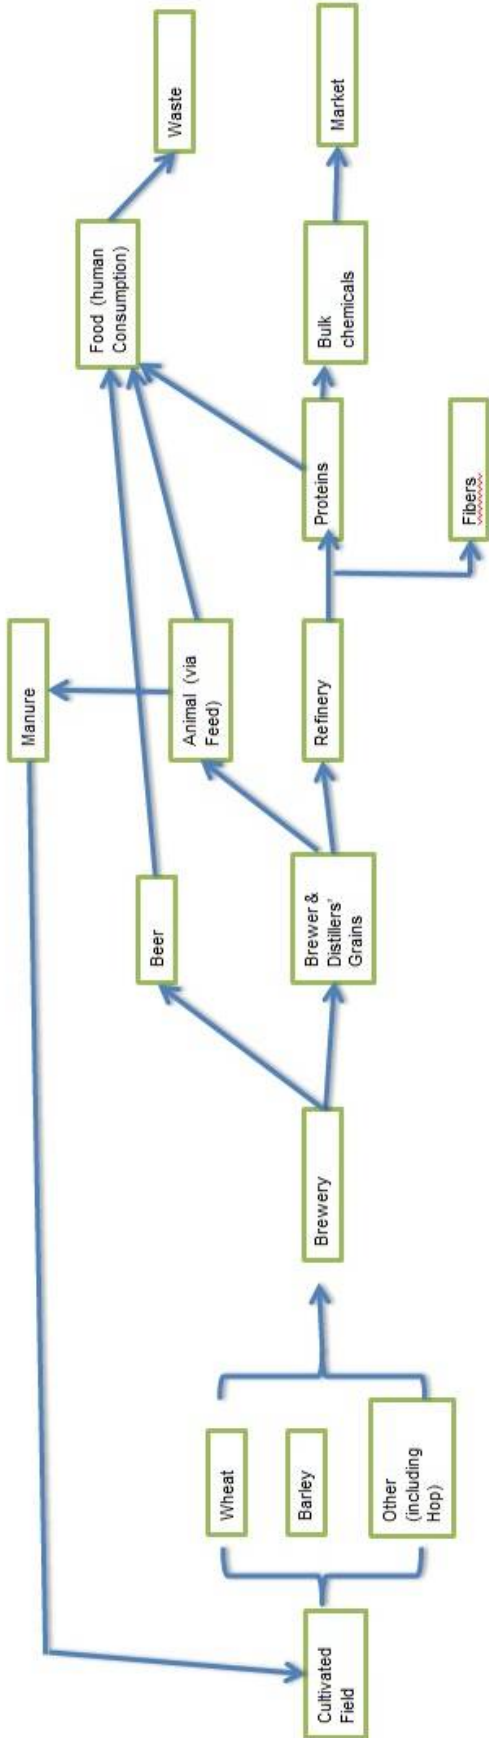 Cultivated
Field
Wheat
Barley
Other
(including
Hop)
Brewery
Beer
Brewer &
Distillers'
Grains
Manure
Animal (via
Feed)
Refinery
Proteins
Fibers
Food (human
Consumption)
Bulk
chemicals
Waste
Market